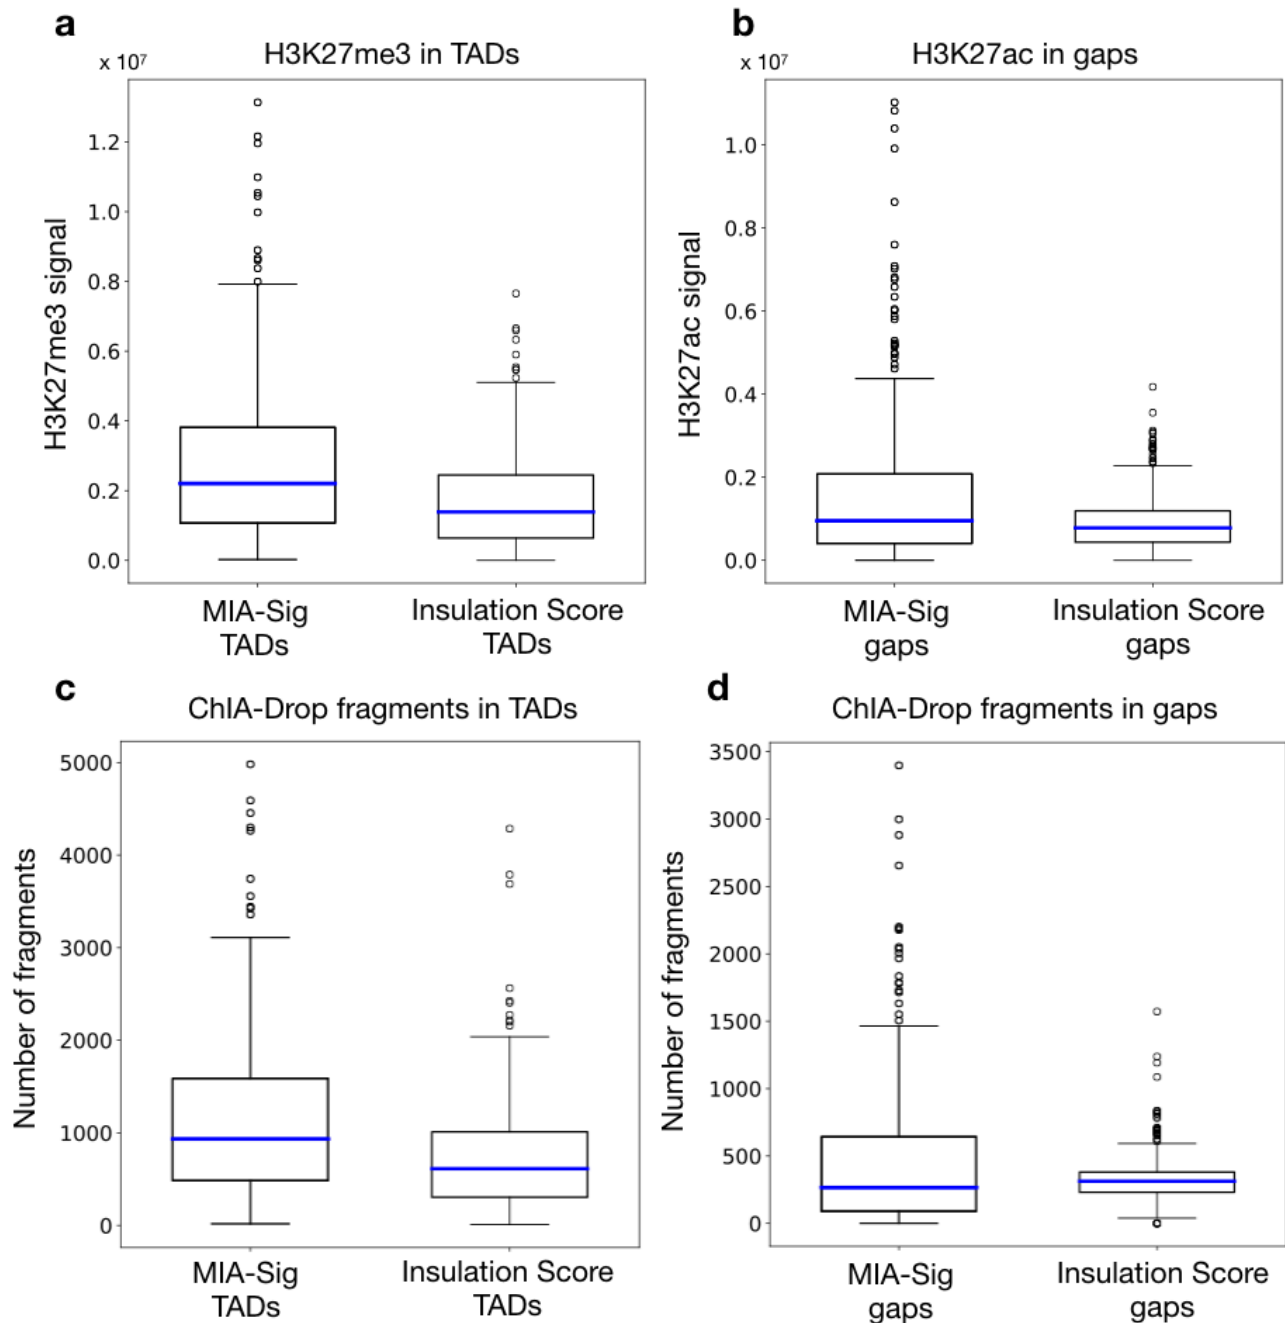 a
H3K27me3 in TADs
x 10⁷
H3K27me3 signal
1.2
1.0
0.8
0.6
0.4
0.2
0.0
MIA-Sig
TADs
Insulation Score
TADs
b
H3K27ac in gaps
x 10⁷
H3K27ac signal
1.0
0.8
0.6
0.4
0.2
0.0
MIA-Sig
gaps
Insulation Score
gaps
c
ChIA-Drop fragments in TADs
Number of fragments
5000
4000
3000
2000
1000
0
MIA-Sig
TADs
Insulation Score
TADs
d
ChIA-Drop fragments in gaps
Number of fragments
3500
3000
2500
2000
1500
1000
500
0
MIA-Sig
gaps
Insulation Score
gaps